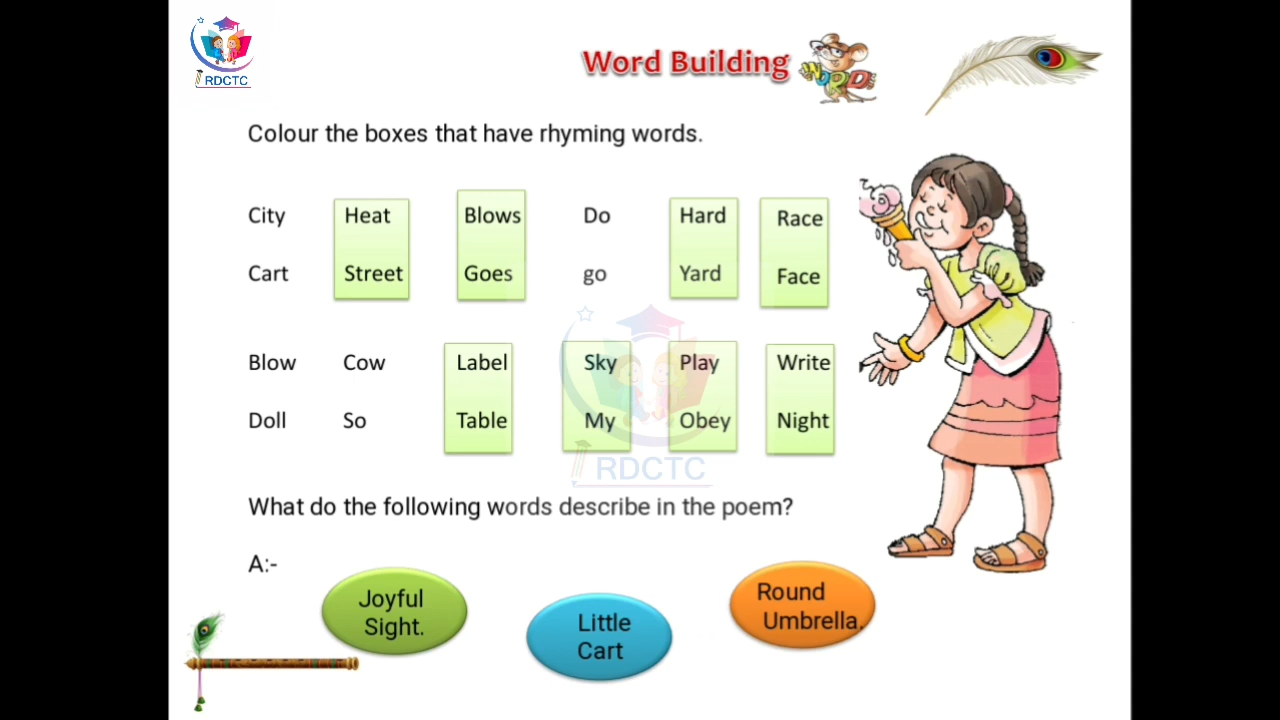 RDCTC
Word Building
WORD
Colour the boxes that have rhyming words.
City Heat Blows Do Hard Race
Cart Street Goes go Yard Face
Blow Cow Label Sky Play Write
Doll So Table My Obey Night
RDCTC
What do the following words describe in the poem?
A:-
Joyful
Sight.
Little
Cart
Round
Umbrella.